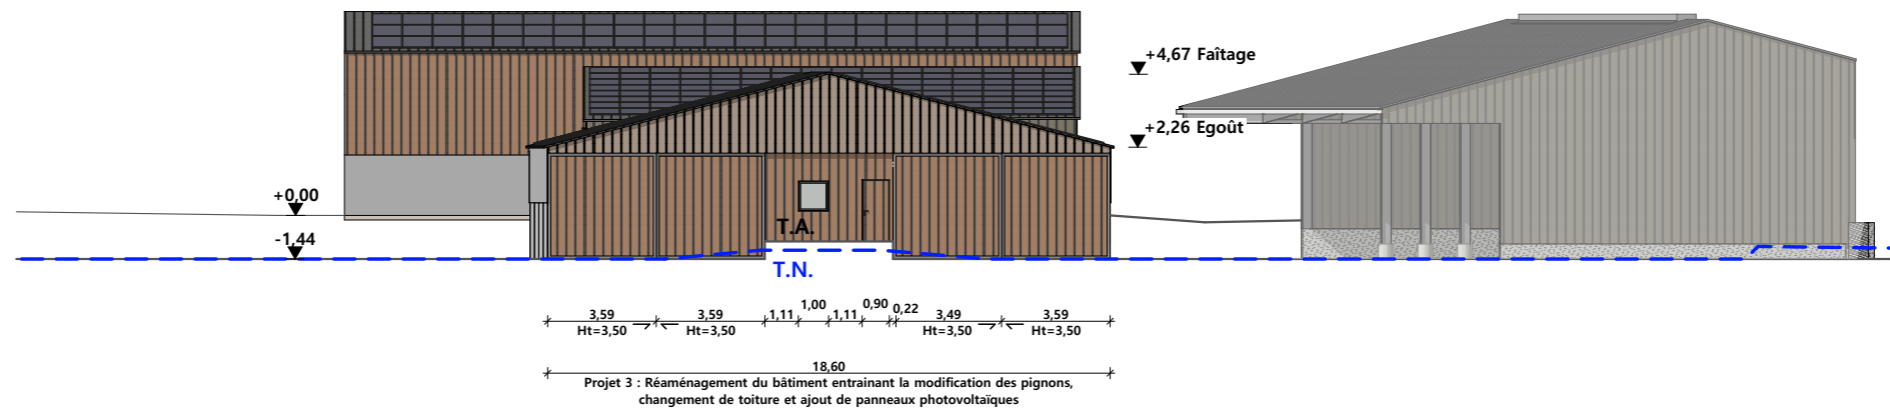 +4,67 Faîtage
+2,26 Egoût
+0,00
-1,44
T.A.
T.N.
3,59 3,59 1,11 1,00 1,11 0,90 0,22 3,49 3,59
Ht=3,50 Ht=3,50 Ht=3,50 Ht=3,50
18,60
Projet 3 : Réaménagement du bâtiment entrainant la modification des pignons,
changement de toiture et ajout de panneaux photovoltaïques